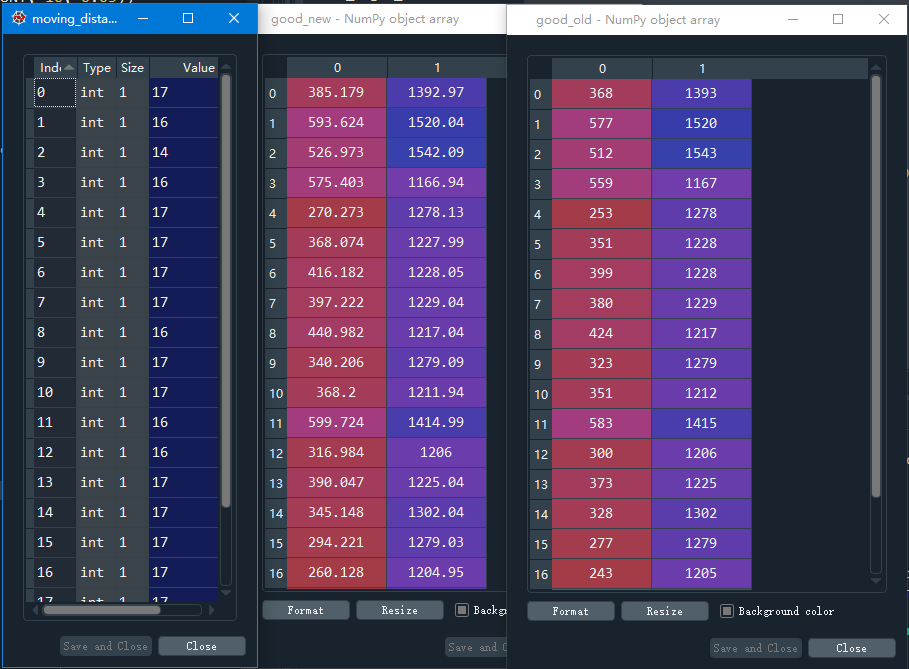 moving_dista...
Ind Type Size Value
0 int 1 17
1 int 1 16
2 int 1 14
3 int 1 16
4 int 1 17
5 int 1 17
6 int 1 17
7 int 1 17
8 int 1 16
9 int 1 17
10 int 1 17
11 int 1 16
12 int 1 16
13 int 1 17
14 int 1 17
15 int 1 17
16 int 1 17
17 int 1 17
Save and Close Close
good_new - NumPy object array
0 1
0 385.179 1392.97
1 593.624 1520.04
2 526.973 1542.09
3 575.403 1166.94
4 270.273 1278.13
5 368.074 1227.99
6 416.182 1228.05
7 397.222 1229.04
8 440.982 1217.04
9 340.206 1279.09
10 368.2 1211.94
11 599.724 1414.99
12 316.984 1206
13 390.047 1225.04
14 345.148 1302.04
15 294.221 1279.03
16 260.128 1204.95
Format Resize Backg
Save and C
good_old - NumPy object array
0 1
0 368 1393
1 577 1520
2 512 1543
3 559 1167
4 253 1278
5 351 1228
6 399 1228
7 380 1229
8 424 1217
9 323 1279
10 351 1212
11 583 1415
12 300 1206
13 373 1225
14 328 1302
15 277 1279
16 243 1205
Format Resize Background color
Save and Close Close